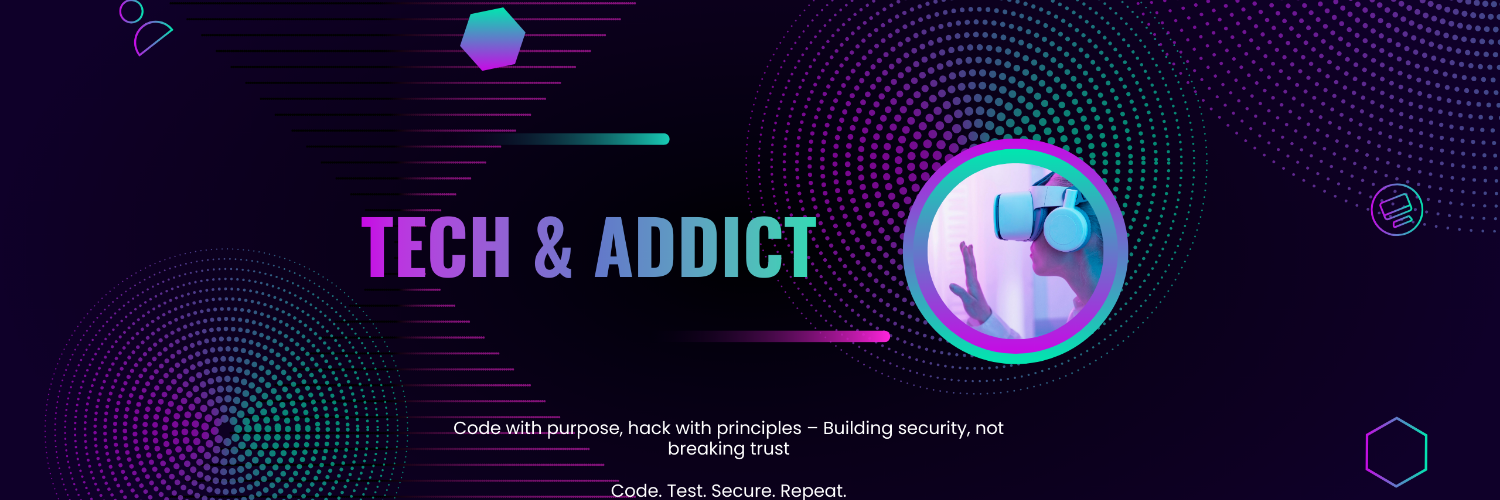 TECH & ADDICT
Code with purpose, hack with principles – Building security, not
breaking trust
Code. Test. Secure. Repeat.